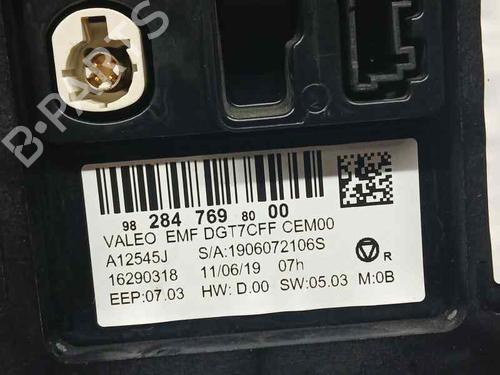 B-PARTS
98 284 769 80 00
VALEO EMF DGT7CFF CEM00
A12545J S/A:1906072106S
16290318 11/06/19 07h
EEP:07.03 HW:D.00 SW:05.03 M:0B
R